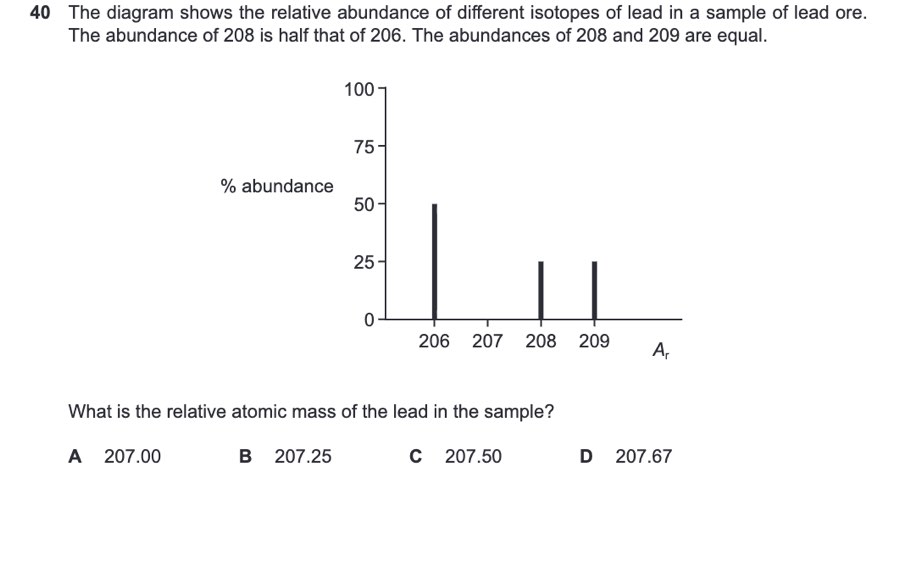 40 The diagram shows the relative abundance of different isotopes of lead in a sample of lead ore.
The abundance of 208 is half that of 206. The abundances of 208 and 209 are equal.
100
75
% abundance
50
25
0
206 207 208 209
Aᵣ
What is the relative atomic mass of the lead in the sample?
A 207.00 B 207.25 C 207.50 D 207.67